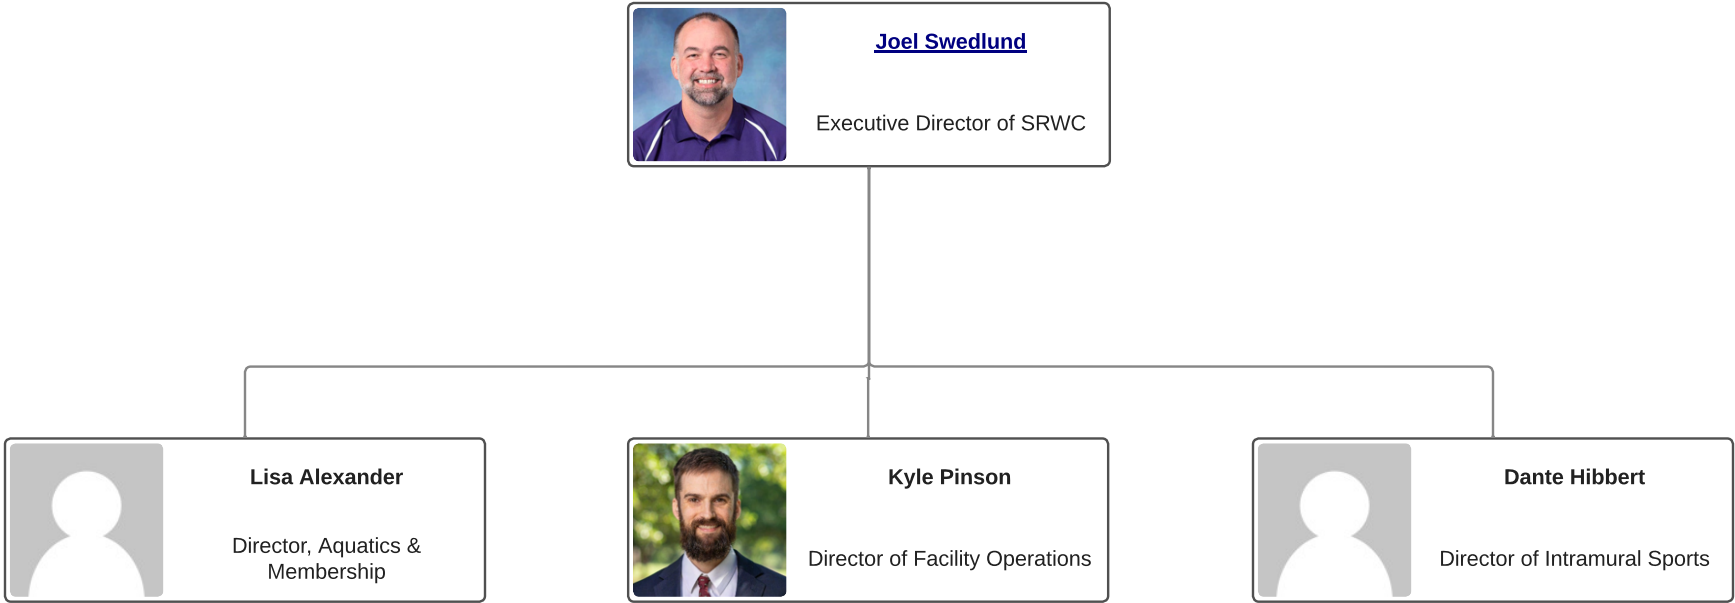 Joel Swedlund
Executive Director of SRWC
Lisa Alexander
Director, Aquatics &
Membership
Kyle Pinson
Director of Facility Operations
Dante Hibbert
Director of Intramural Sports